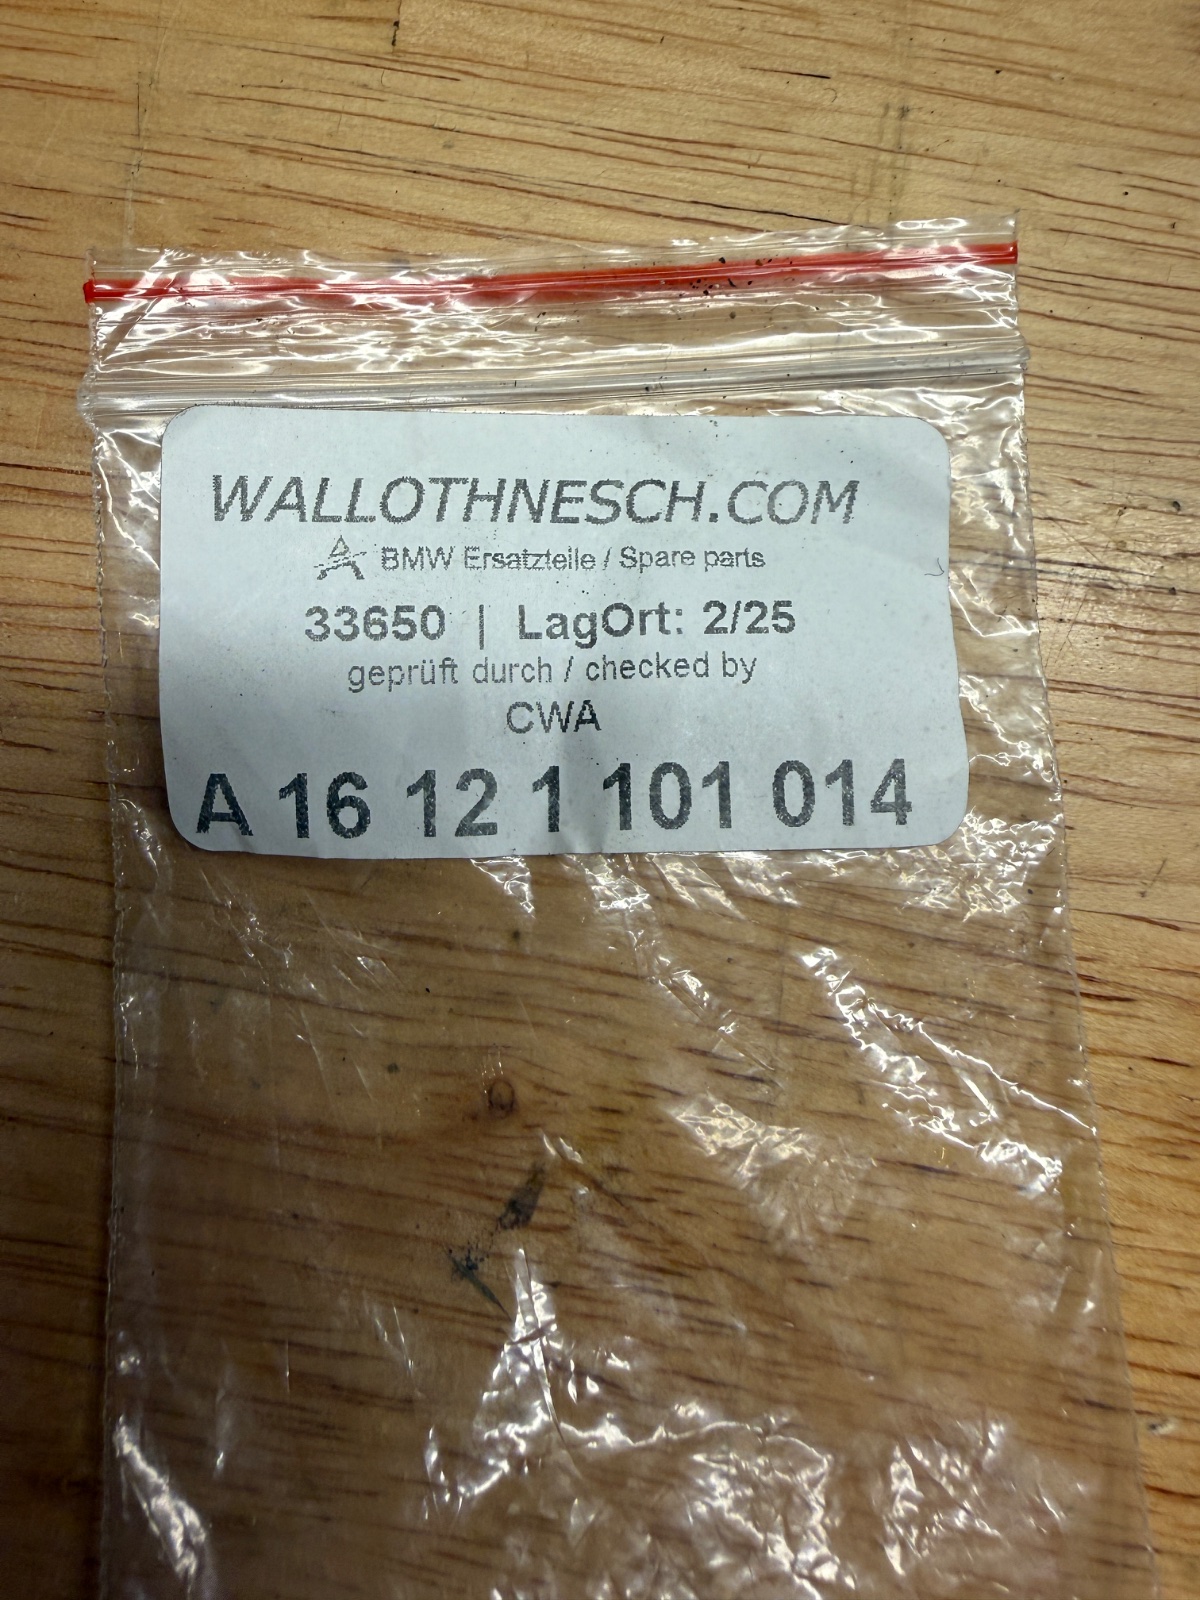 WALLOTHNESCH.COM
BMW Ersatzteile / Spare parts
33650 | LagOrt: 2/25
geprüft durch / checked by
CWA
A 16 12 1 101 014